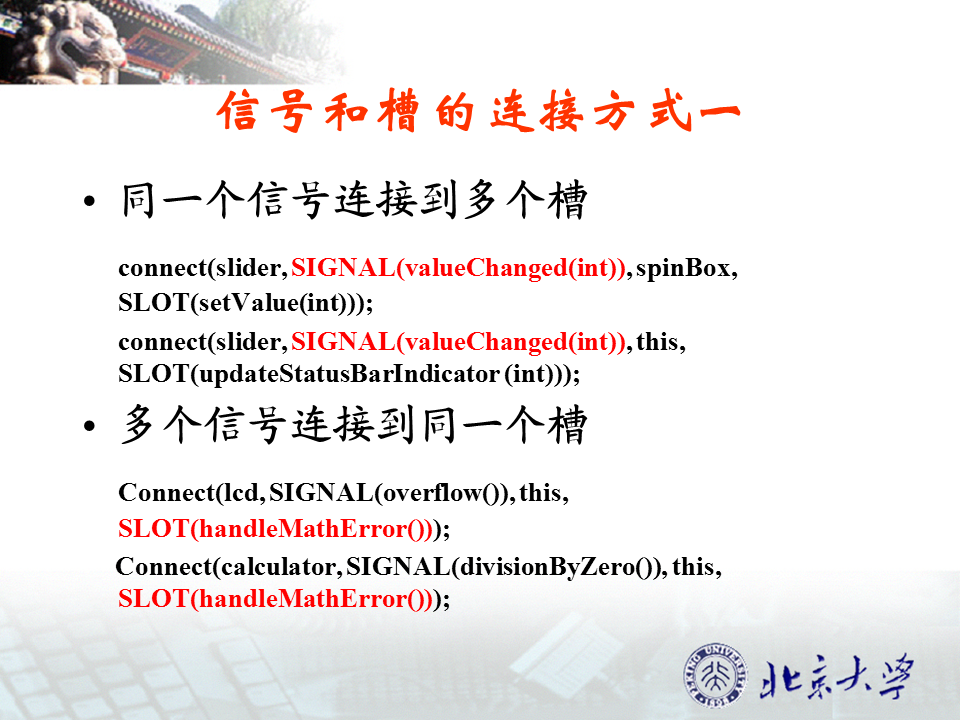 信号和槽的连接方式一
• 同一个信号连接到多个槽
connect(slider, SIGNAL(valueChanged(int)), spinBox,
SLOT(setValue(int)));
connect(slider, SIGNAL(valueChanged(int)), this,
SLOT(updateStatusBarIndicator (int)));
• 多个信号连接到同一个槽
Connect(lcd, SIGNAL(overflow()), this,
SLOT(handleMathError()));
Connect(calculator, SIGNAL(divisionByZero()), this,
SLOT(handleMathError()));
PEKING UNIVERSITY
1898
北京大学